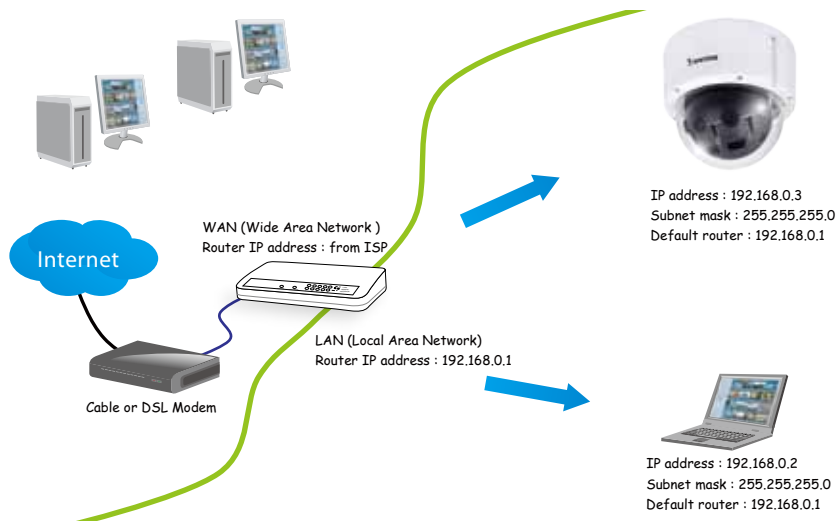 Internet
WAN (Wide Area Network )
Router IP address : from ISP
LAN (Local Area Network)
Router IP address : 192.168.0.1
Cable or DSL Modem
IP address : 192.168.0.3
Subnet mask : 255.255.255.0
Default router : 192.168.0.1
IP address : 192.168.0.2
Subnet mask : 255.255.255.0
Default router : 192.168.0.1